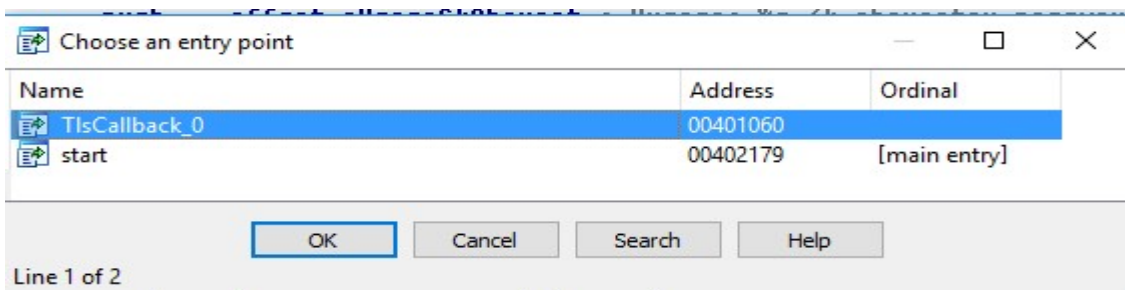 Choose an entry point
Name Address Ordinal
TlsCallback_0 00401060
start 00402179 [main entry]
OK Cancel Search Help
Line 1 of 2